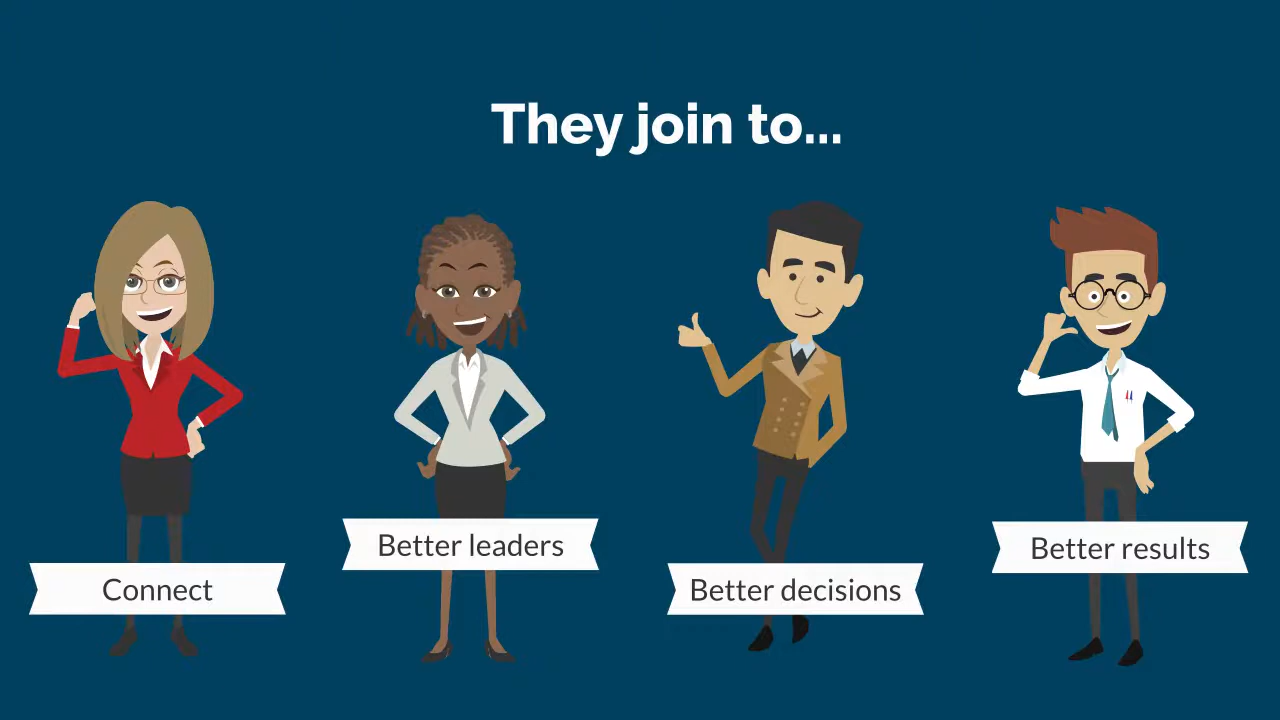 They join to...
Connect
Better leaders
Better decisions
Better results